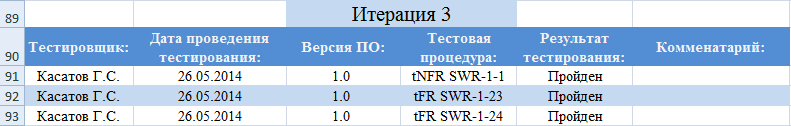 89 Итерация 3
90 Тестировщик: Дата проведения тестирования: Версия ПО: Тестовая процедура: Результат тестирования: Комменатарий:
91 Касатов Г.С. 26.05.2014 1.0 tNFR SWR-1-1 Пройден
92 Касатов Г.С. 26.05.2014 1.0 tFR SWR-1-23 Пройден
93 Касатов Г.С. 26.05.2014 1.0 tFR SWR-1-24 Пройден